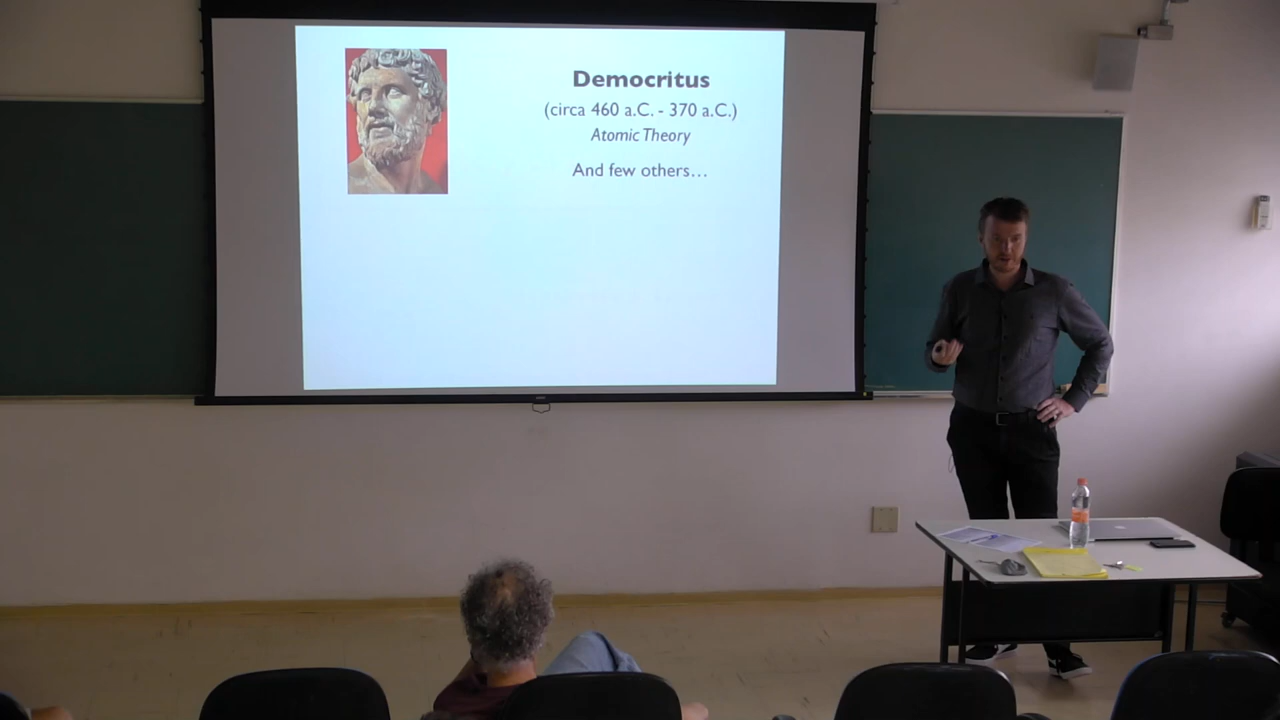 Democritus
(circa 460 a.C. - 370 a.C.)
Atomic Theory
And few others...